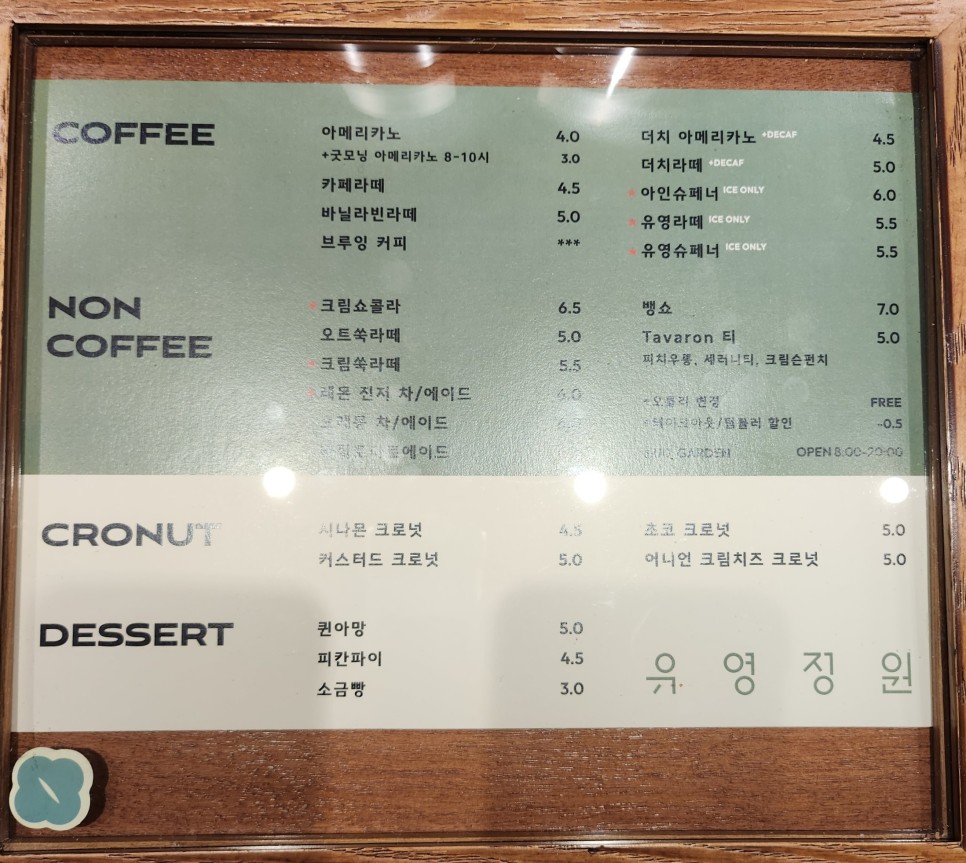 COFFEE
아메리카노 4.0
+굿모닝 아메리카노 8-10시 3.0
카페라떼 4.5
바닐라빈라떼 5.0
브루잉 커피 ***
더치 아메리카노 +DECAF 4.5
더치라떼 +DECAF 5.0
아인슈페너 ICE ONLY 6.0
유영라떼 ICE ONLY 5.5
유영슈페너 ICE ONLY 5.5
NON
COFFEE
크림쇼콜라 6.5
오트쑥라떼 5.0
크림쑥라떼 5.5
레몬 진저 차/에이드 6.0
차/에이드
에이드
뱅쇼 7.0
Tavaron 티 5.0
피치우롱, 세러니티, 크림슨펀치
변경 FREE
+테이크아웃/텀블러 할인 -0.5
GARDEN OPEN 8:00-20:00
CRONUT
시나몬 크로넛 4.5
커스터드 크로넛 5.0
초코 크로넛 5.0
어니언 크림치즈 크로넛 5.0
DESSERT
퀸아망 5.0
피칸파이 4.5
소금빵 3.0
유영정원